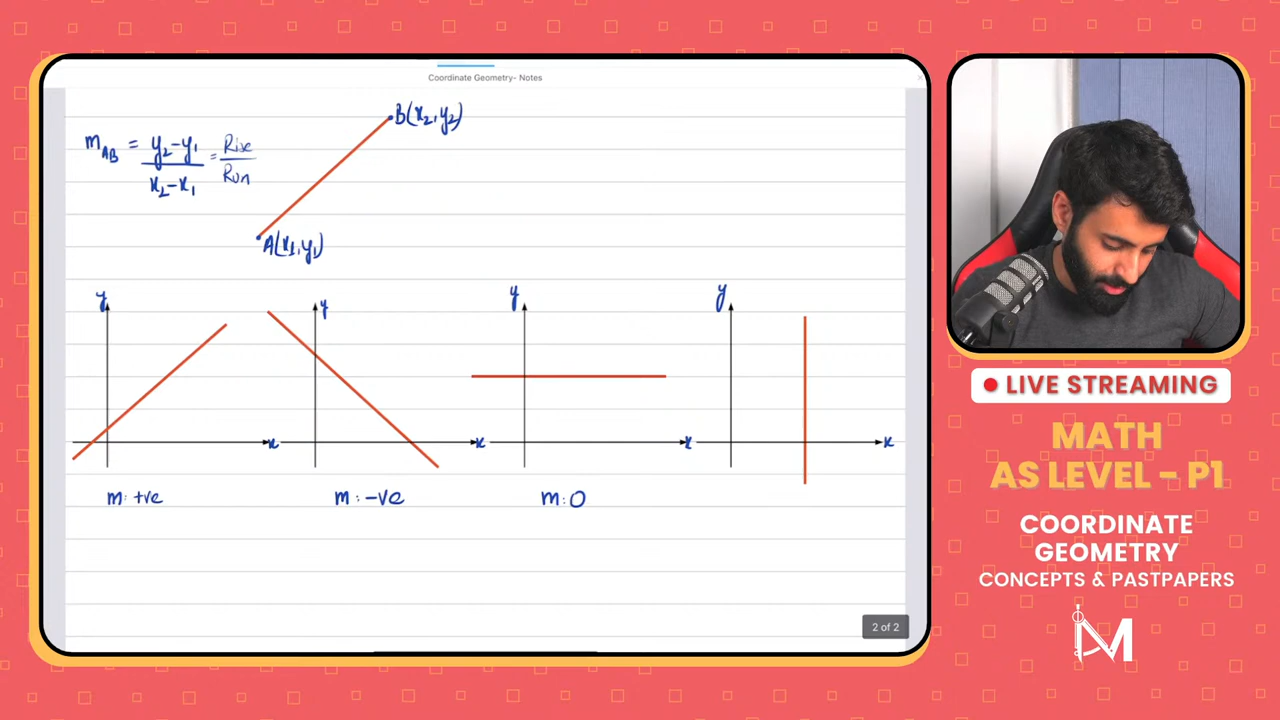 Coordinate Geometry- Notes
m_AB = y₂-y₁/x₂-x₁ = Rise/Run
B(x₂,y₂)
A(x₁,y₁)
y
y
y
y
x
x
x
x
m: +ve
m: -ve
m: 0
2 of 2
LIVE STREAMING
MATH
AS LEVEL - P1
COORDINATE
GEOMETRY
CONCEPTS & PASTPAPERS
M